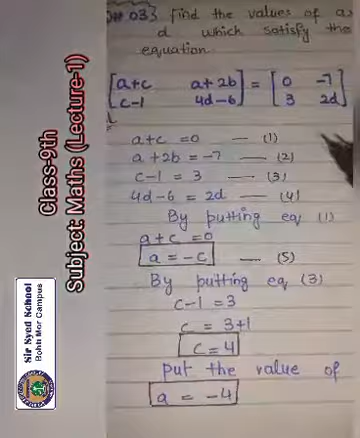 Class-9th
Subject: Maths (Lecture-1)
Sir Syed School
Bohh Mor Campus
03) Find the values of a,
d which satisfy the
equation
[a+c a+2b] = [0 -7]
[c-1 4d-6] [3 2d]
a+c =0 — (1)
a+2b =-7 — (2)
c-1 = 3 — (3)
4d-6 = 2d — (4)
By putting eq (1)
a+c =0
a = -c — (5)
By putting eq (3)
c-1 =3
c = 3+1
c=4
put the value of
a = -4